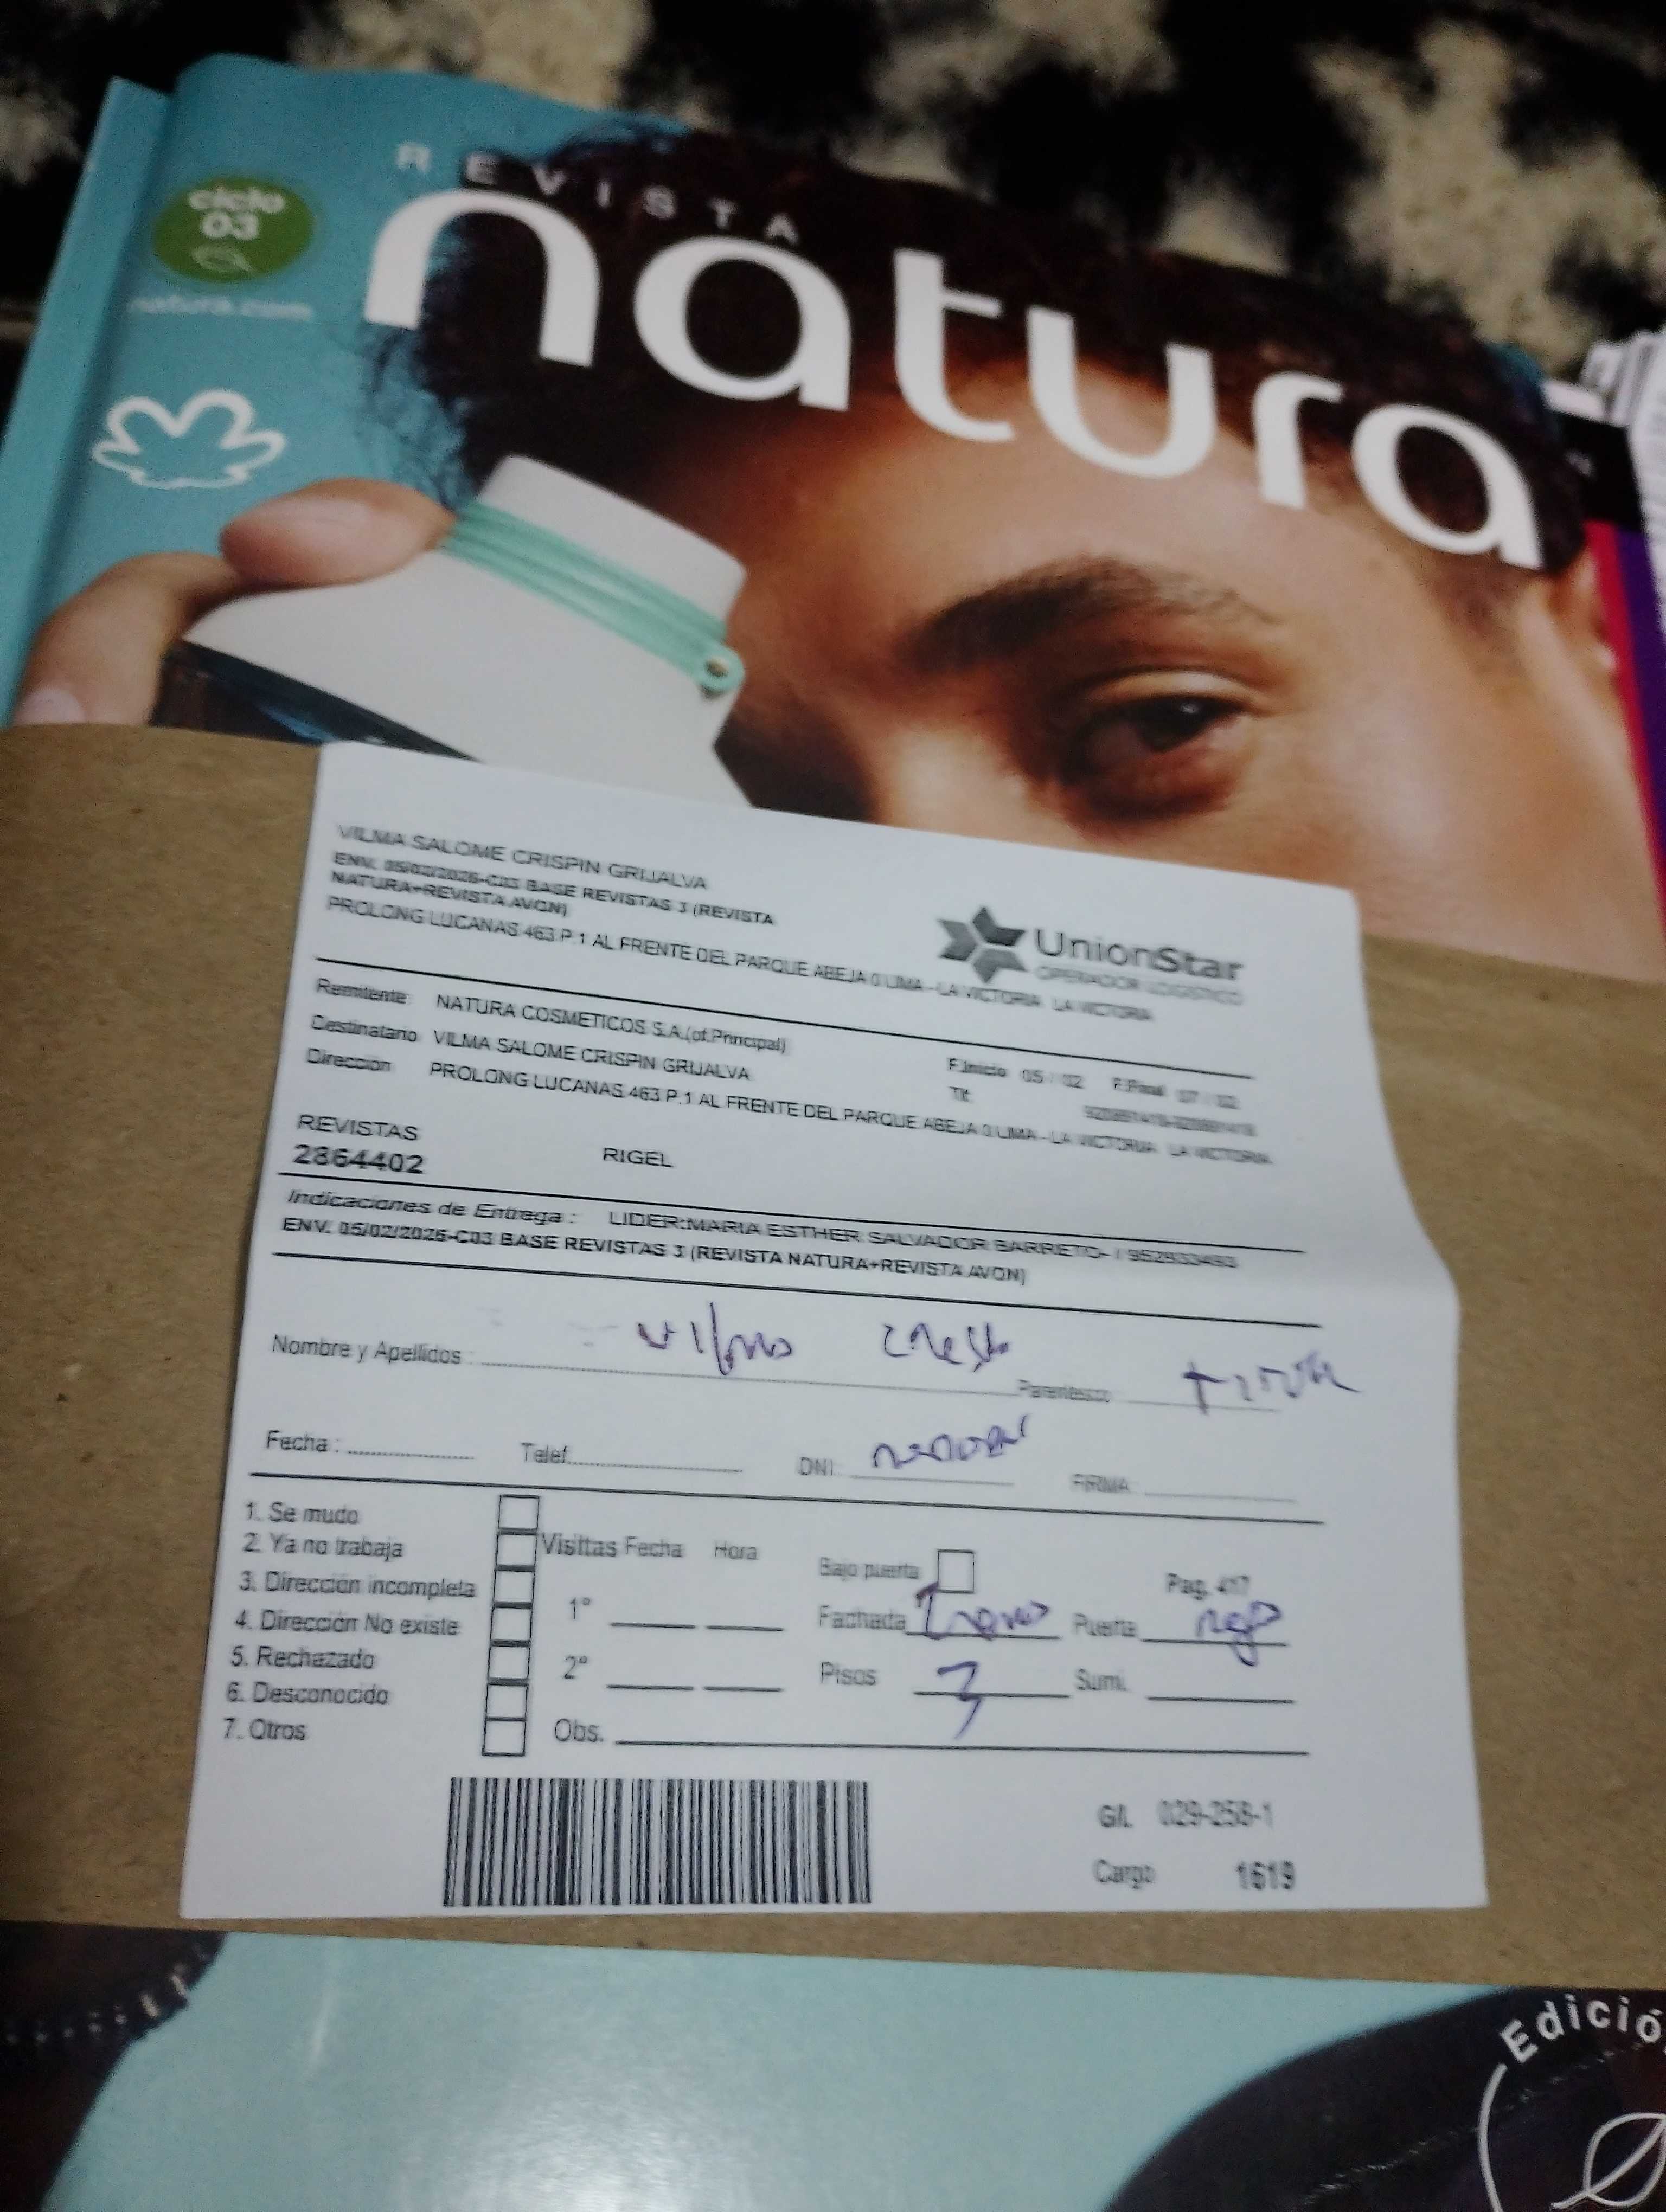 REVISTA
natura
ciclo
03
natura.com
VILMA SALOME CRISPIN GRIJALVA
ENV. 05/02/2026-C03 BASE REVISTAS 3 (REVISTA
NATURA+REVISTA AVON)
PROLONG LUCANAS 463 P.1 AL FRENTE DEL PARQUE ABEJA 0 LIMA - LA VICTORIA LA VICTORIA
UnionStar
OPERADOR LOGISTICO
Remitente NATURA COSMETICOS S.A.(of.Principal)
Destinatario VILMA SALOME CRISPIN GRIJALVA
F.Inicio 05 / 02 F.Final 07 / 02
Dirección PROLONG LUCANAS 463 P.1 AL FRENTE DEL PARQUE ABEJA 0 LIMA - LA VICTORIA LA VICTORIA
Tlf.
REVISTAS
2864402 RIGEL
Indicaciones de Entrega : LIDER:MARIA ESTHER SALVADOR BARRETO- / 952933493
ENV. 05/02/2026-C03 BASE REVISTAS 3 (REVISTA NATURA+REVISTA AVON)
Nombre y Apellidos : Vilma Parentesco
Fecha : Telef. DNI: FIRMA:
1. Se mudo
2. Ya no trabaja Visittas Fecha Hora Bajo puerta Pag. 417
3. Dirección incompleta
4. Dirección No existe 1° Fachada Puerta
5. Rechazado
6. Desconocido 2° Pisos 3 Sumi.
7. Otros Obs.
G/L 029-258-1
Cargo 1619